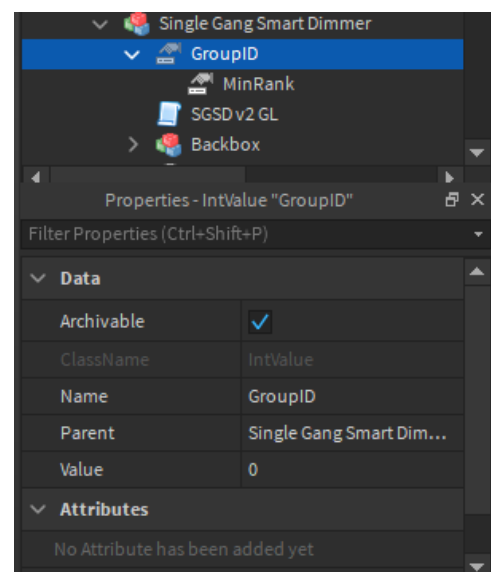 Single Gang Smart Dimmer
GroupID
MinRank
SGSD v2 GL
Backbox
Properties - IntValue "GroupID"
Filter Properties (Ctrl+Shift+P)
Data
Archivable
ClassName IntValue
Name GroupID
Parent Single Gang Smart Dim...
Value 0
Attributes
No Attribute has been added yet